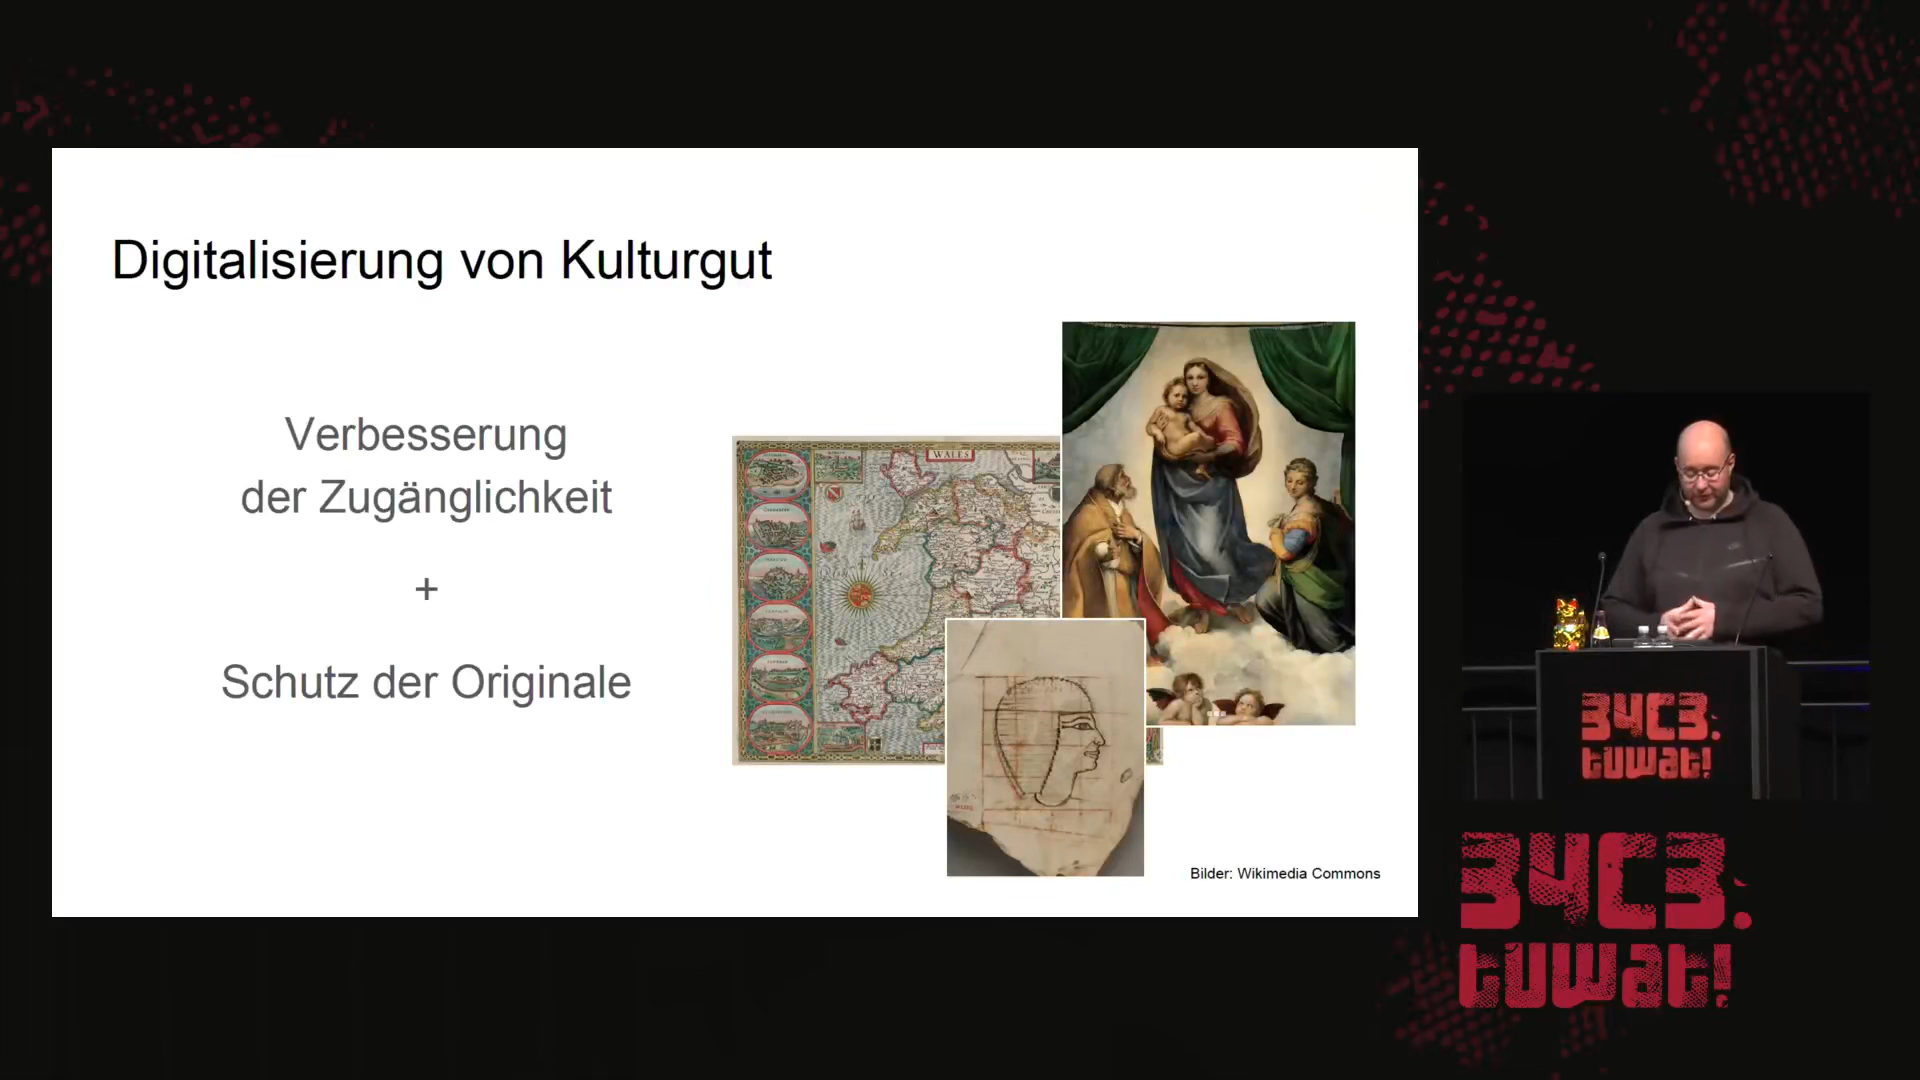 Digitalisierung von Kulturgut
Verbesserung
der Zugänglichkeit
+
Schutz der Originale
WALES
Bilder: Wikimedia Commons
34C3.
tuwat!
34C3.
tuwat!